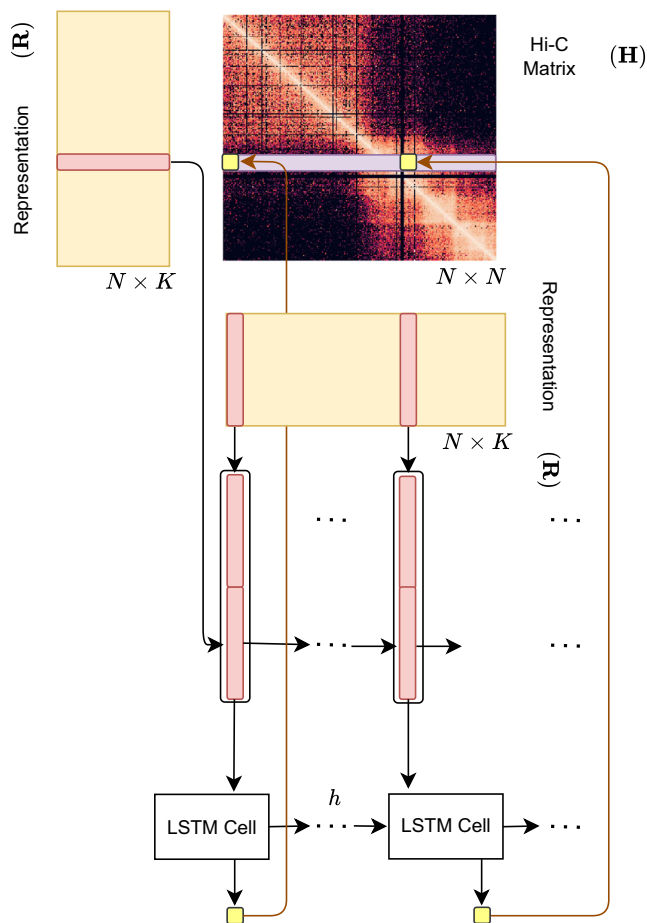 (R)
Representation
N × K
Hi-C
Matrix
(H)
N × N
Representation
(R)
N × K
· · ·
· · ·
· · ·
· · ·
LSTM Cell
h
· · ·
LSTM Cell
· · ·